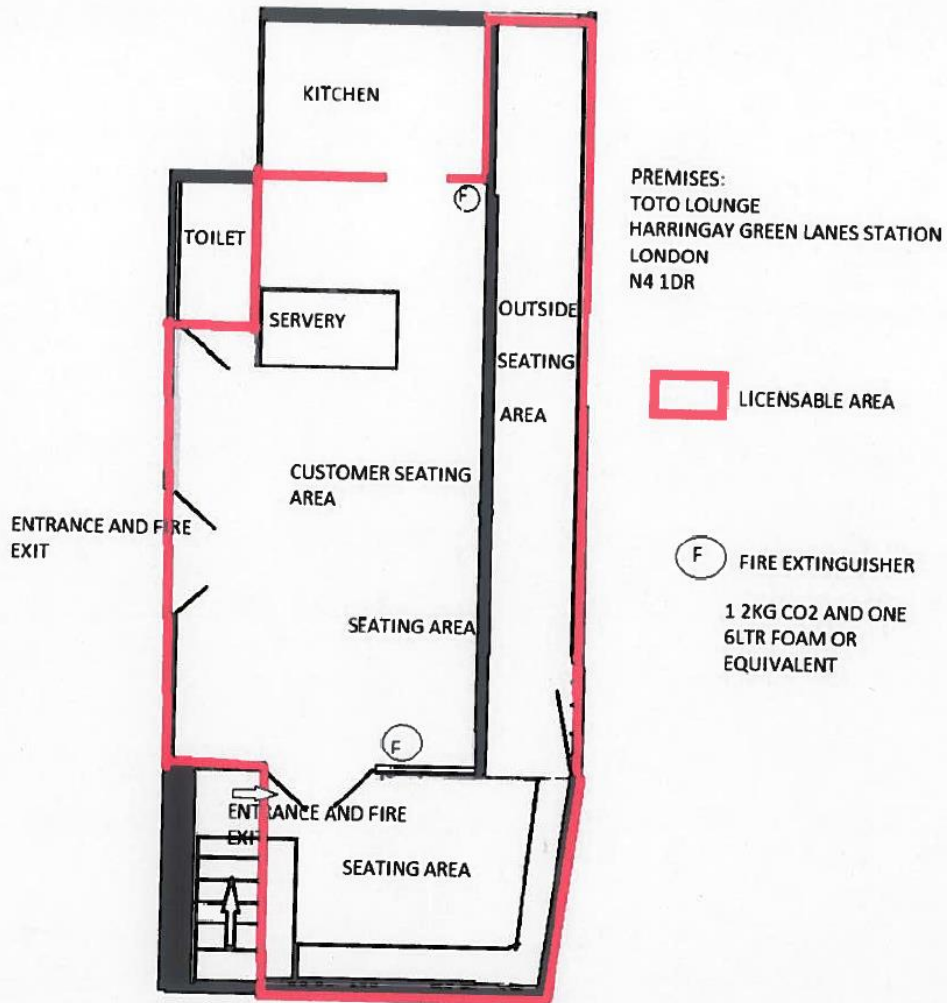 KITCHEN
F
TOILET
SERVERY
OUTSIDE
SEATING
AREA
CUSTOMER SEATING
AREA
ENTRANCE AND FIRE
EXIT
SEATING AREA
F
ENTRANCE AND FIRE
EXIT
SEATING AREA
PREMISES:
TOTO LOUNGE
HARRINGAY GREEN LANES STATION
LONDON
N4 1DR
LICENSABLE AREA
F
FIRE EXTINGUISHER
1 2KG CO2 AND ONE
6LTR FOAM OR
EQUIVALENT